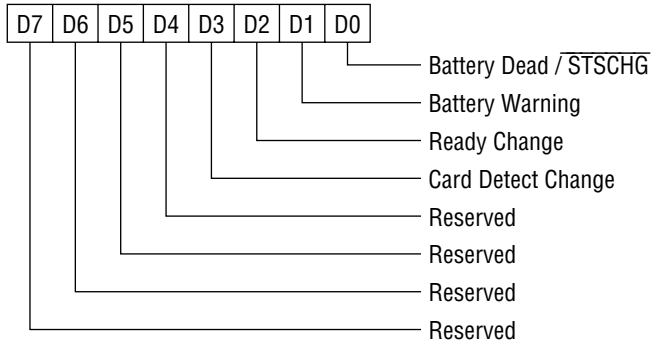 D7 D6 D5 D4 D3 D2 D1 D0
Battery Dead / STSCHG
Battery Warning
Ready Change
Card Detect Change
Reserved
Reserved
Reserved
Reserved